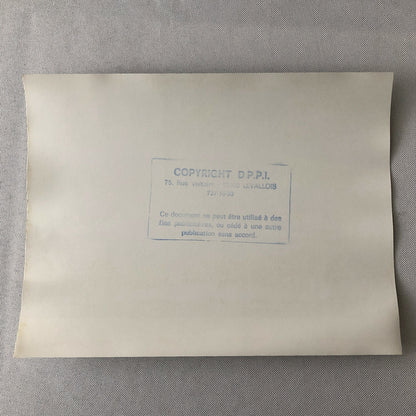 COPYRIGHT D.P.P.I.
75, Rue LEVALLOIS
Ce document ne peut être utilisé à des
fins publicitaires, ou cédé à une autre
publication sans accord.